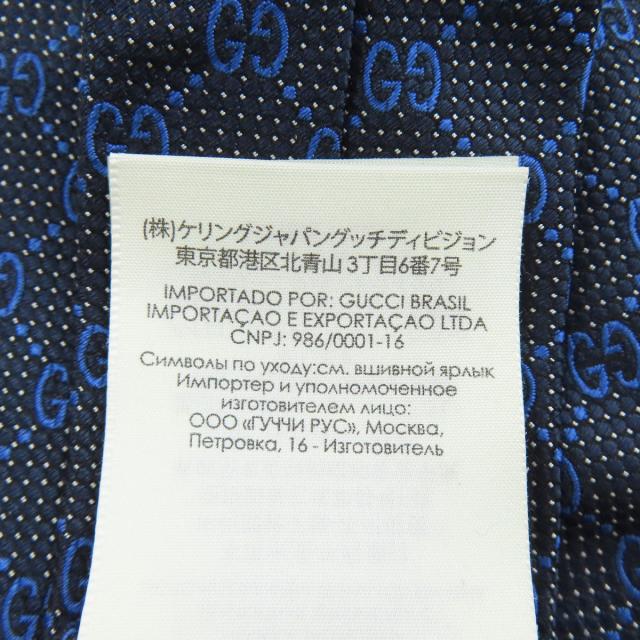 (株)ケリングジャパングッチディビジョン
東京都港区北青山3丁目6番7号
IMPORTADO POR: GUCCI BRASIL
IMPORTAÇAO E EXPORTAÇAO LTDA
CNPJ: 986/0001-16
Символы по уходу:см. вшивной ярлык
Импортер и уполномоченное
изготовителем лицо:
ООО «ГУЧЧИ РУС», Москва,
Петровка, 16 - Изготовитель